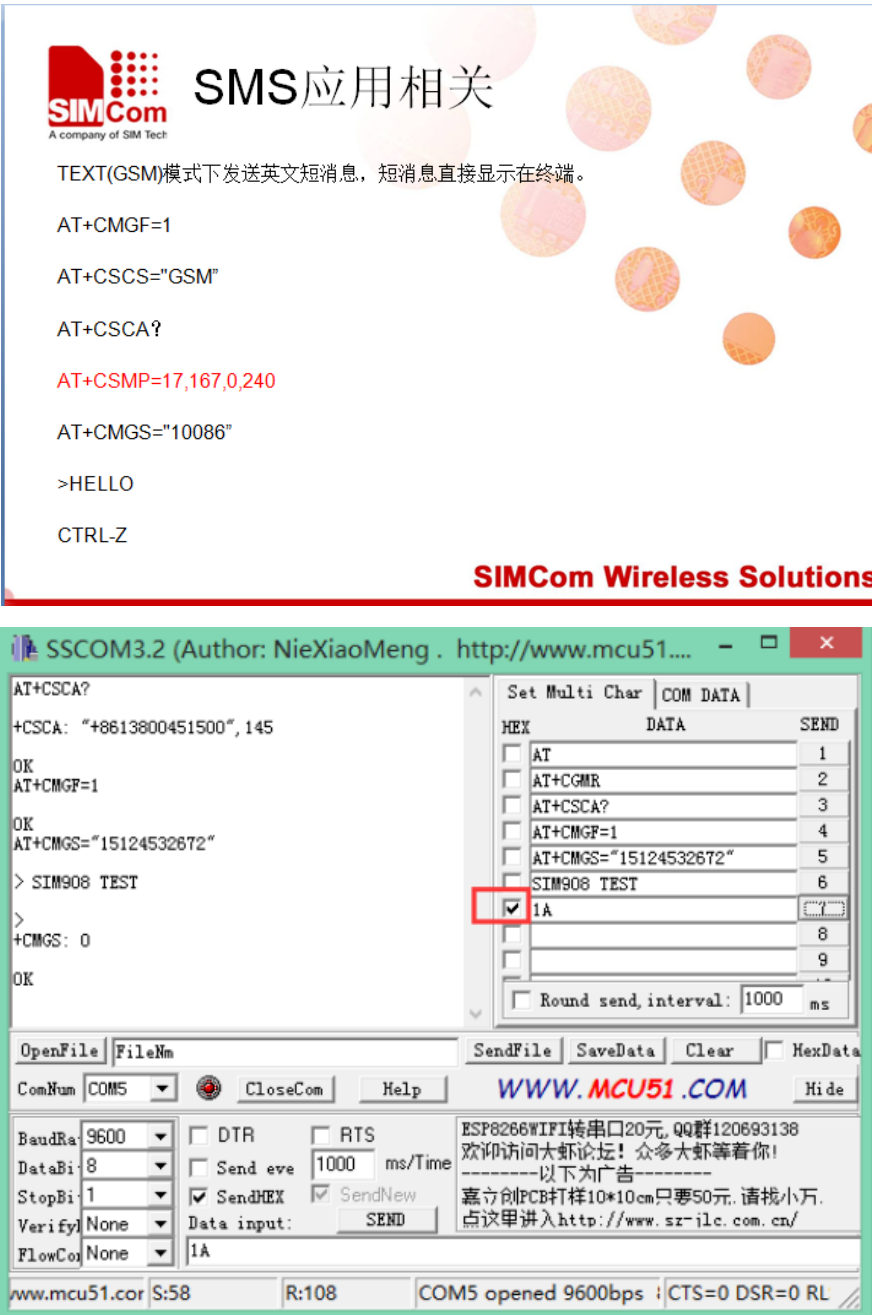 SIMCom
A company of SIM Tech
SMS应用相关
TEXT(GSM)模式下发送英文短消息，短消息直接显示在终端。
AT+CMGF=1
AT+CSCS="GSM”
AT+CSCA？
AT+CSMP=17,167,0,240
AT+CMGS="10086”
>HELLO
CTRL-Z
SIMCom Wireless Solutions
SSCOM3.2 (Author: NieXiaoMeng . http://www.mcu51....
AT+CSCA?
+CSCA: "+8613800451500",145
OK
AT+CMGF=1
OK
AT+CMGS="15124532672"
> SIM908 TEST
>
+CMGS: 0
OK
Set Multi Char COM DATA
HEX DATA SEND
AT 1
AT+CGMR 2
AT+CSCA? 3
AT+CMGF=1 4
AT+CMGS="15124532672" 5
SIM908 TEST 6
1A 7
8
9
Round send,interval: 1000 ms
OpenFile FileNm SendFile SaveData Clear HexData
ComNum COM5 CloseCom Help WWW.MCU51.COM Hide
BaudRa 9600 DTR RTS
DataBi 8 Send eve 1000 ms/Time
StopBi 1 SendHEX SendNew
Verify None Data input: SEND
FlowCo None 1A
ESP8266WIFI转串口20元,QQ群120693138
欢迎访问大虾论坛！众多大虾等着你!
--------以下为广告--------
嘉立创PCB打样10*10cm只要50元.请找小万.
点这里进入http://www.sz-jlc.com.cn/
www.mcu51.cor S:58 R:108 COM5 opened 9600bps CTS=0 DSR=0 RL